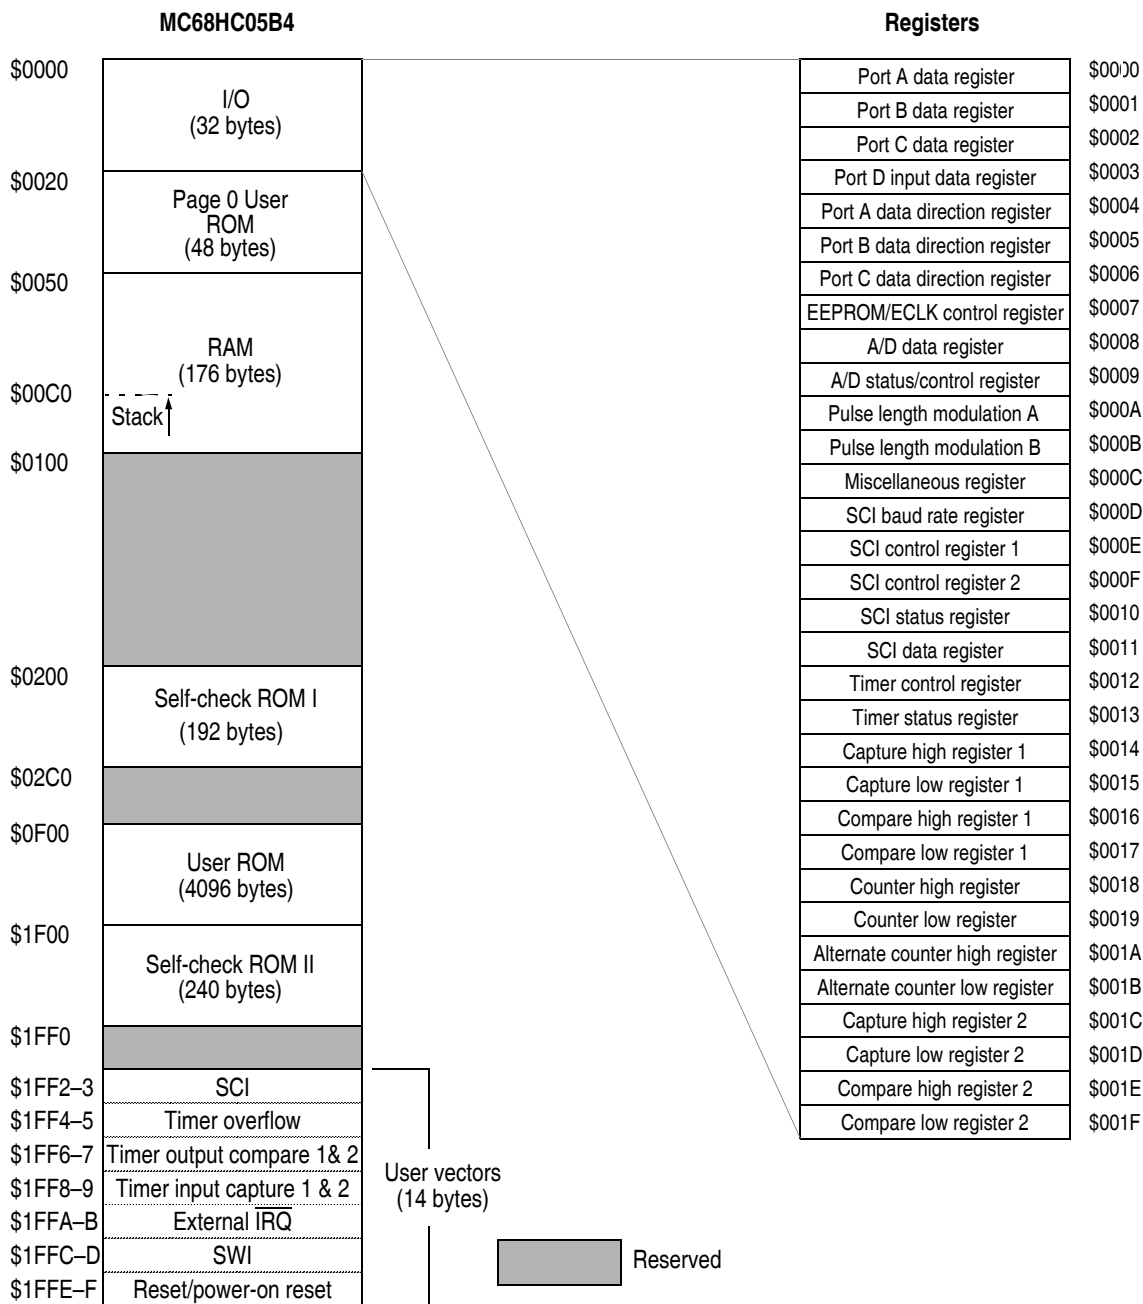 MC68HC05B4
$0000
I/O
(32 bytes)
$0020
Page 0 User
ROM
(48 bytes)
$0050
RAM
(176 bytes)
$00C0
Stack
$0100
$0200
Self-check ROM I
(192 bytes)
$02C0
$0F00
User ROM
(4096 bytes)
$1F00
Self-check ROM II
(240 bytes)
$1FF0
$1FF2–3 SCI
$1FF4–5 Timer overflow
$1FF6–7 Timer output compare 1& 2
$1FF8–9 Timer input capture 1 & 2
$1FFA–B External IRQ
$1FFC–D SWI
$1FFE–F Reset/power-on reset
User vectors
(14 bytes)
Reserved
Registers
Port A data register $0000
Port B data register $0001
Port C data register $0002
Port D input data register $0003
Port A data direction register $0004
Port B data direction register $0005
Port C data direction register $0006
EEPROM/ECLK control register $0007
A/D data register $0008
A/D status/control register $0009
Pulse length modulation A $000A
Pulse length modulation B $000B
Miscellaneous register $000C
SCI baud rate register $000D
SCI control register 1 $000E
SCI control register 2 $000F
SCI status register $0010
SCI data register $0011
Timer control register $0012
Timer status register $0013
Capture high register 1 $0014
Capture low register 1 $0015
Compare high register 1 $0016
Compare low register 1 $0017
Counter high register $0018
Counter low register $0019
Alternate counter high register $001A
Alternate counter low register $001B
Capture high register 2 $001C
Capture low register 2 $001D
Compare high register 2 $001E
Compare low register 2 $001F